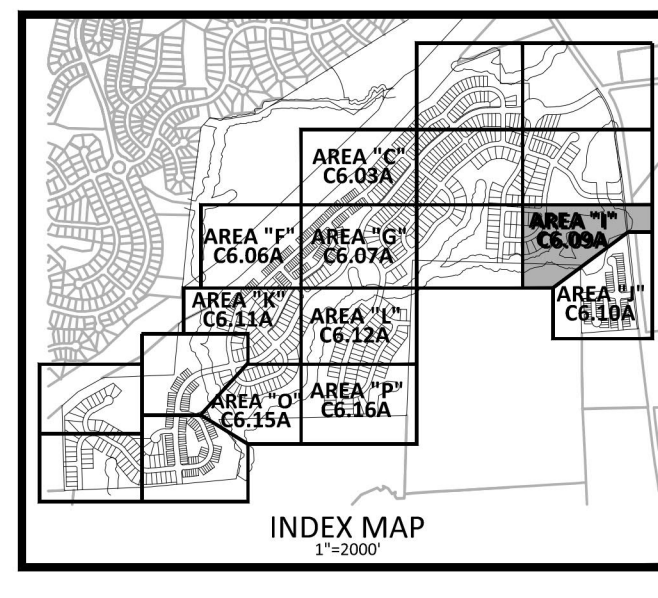 AREA "C"
C6.03A
AREA "F"
C6.06A
AREA "G"
C6.07A
AREA "I"
C6.09A
AREA "K"
C6.11A
AREA "L"
C6.12A
AREA "J"
C6.10A
AREA "O"
C6.15A
AREA "P"
C6.16A
INDEX MAP
1"=2000'